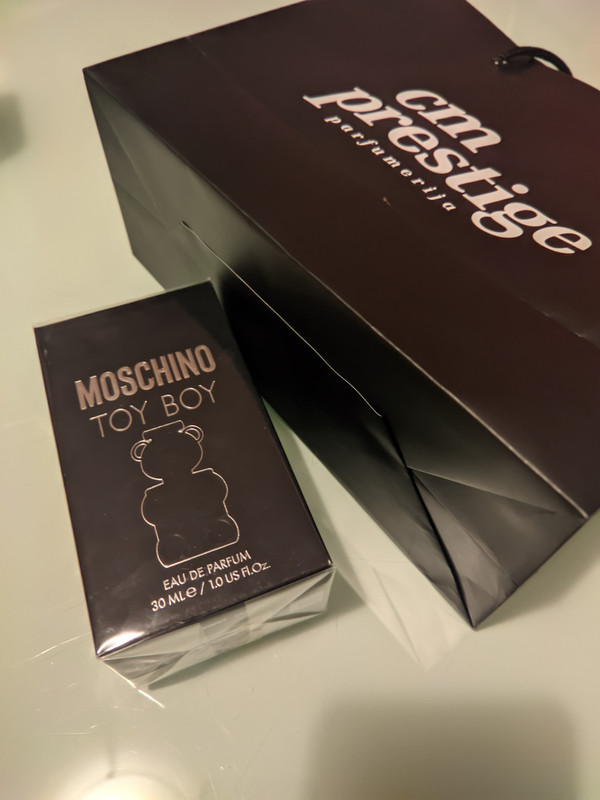 cm
prestige
parfumerija
MOSCHINO
TOY BOY
EAU DE PARFUM
30 ML e / 1.0 US Fl.Oz.